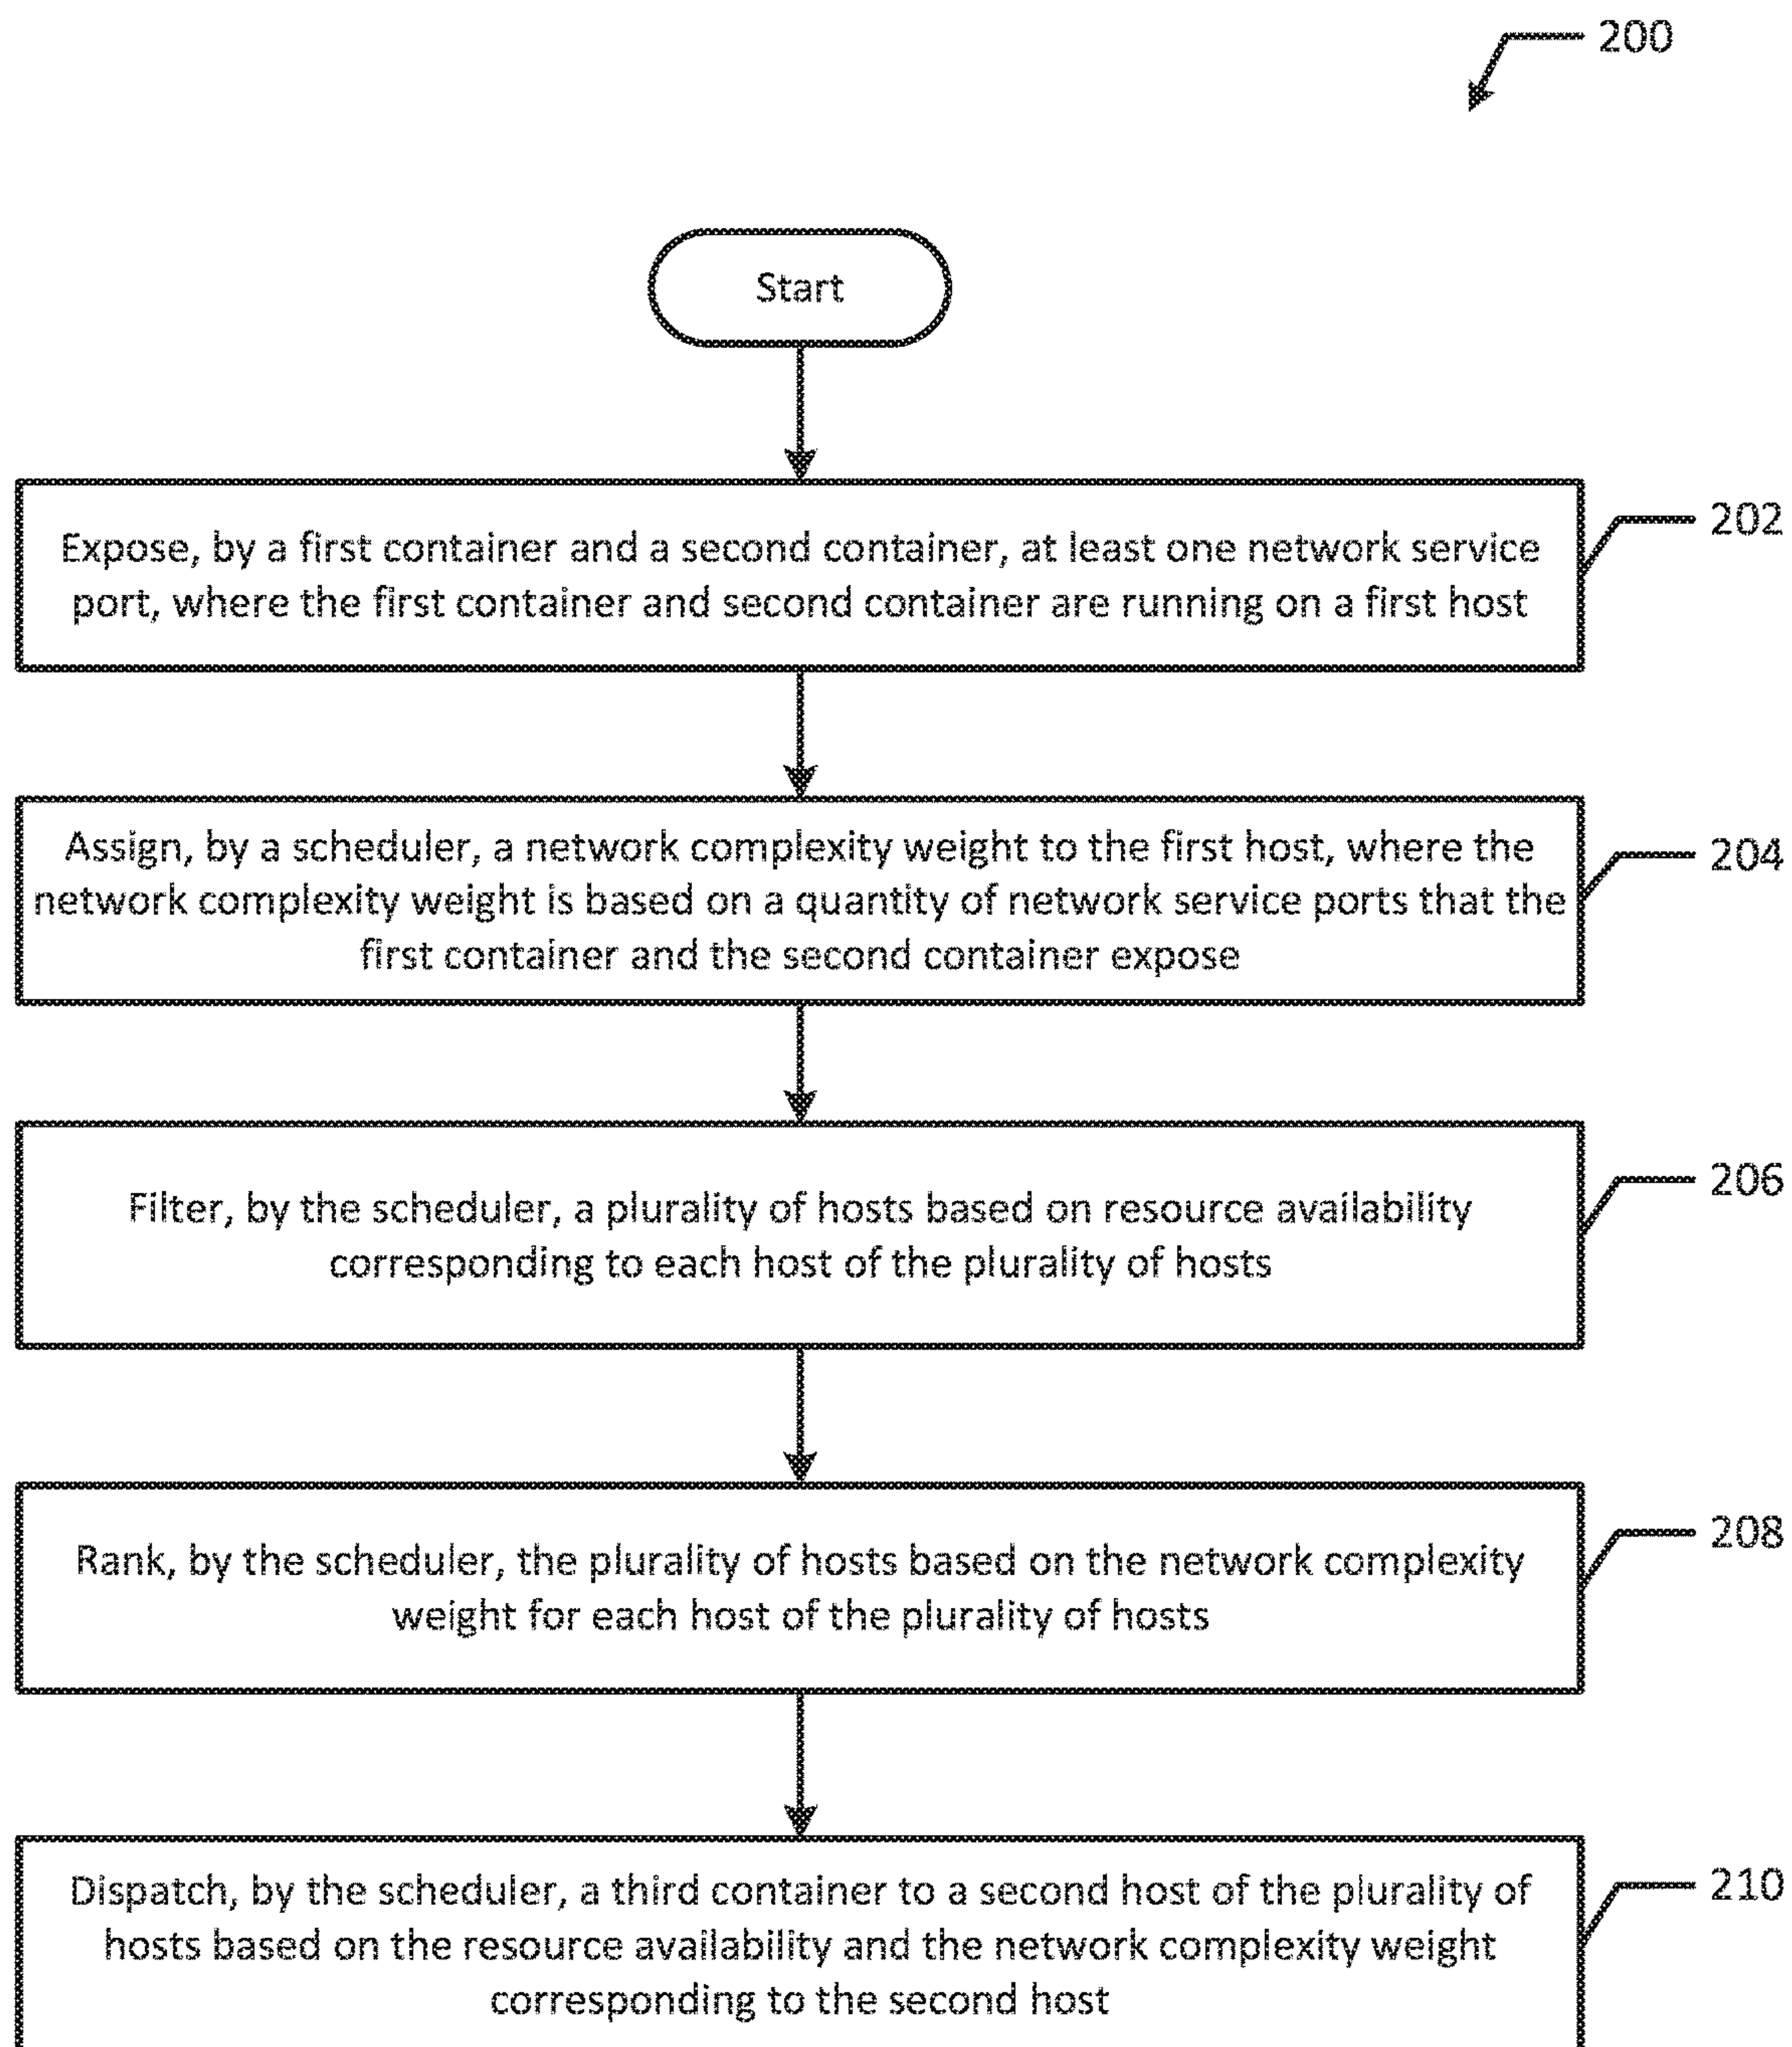 200
Start
Expose, by a first container and a second container, at least one network service
port, where the first container and second container are running on a first host
202
Assign, by a scheduler, a network complexity weight to the first host, where the
network complexity weight is based on a quantity of network service ports that the
first container and the second container expose
204
Filter, by the scheduler, a plurality of hosts based on resource availability
corresponding to each host of the plurality of hosts
206
Rank, by the scheduler, the plurality of hosts based on the network complexity
weight for each host of the plurality of hosts
208
Dispatch, by the scheduler, a third container to a second host of the plurality of
hosts based on the resource availability and the network complexity weight
corresponding to the second host
210